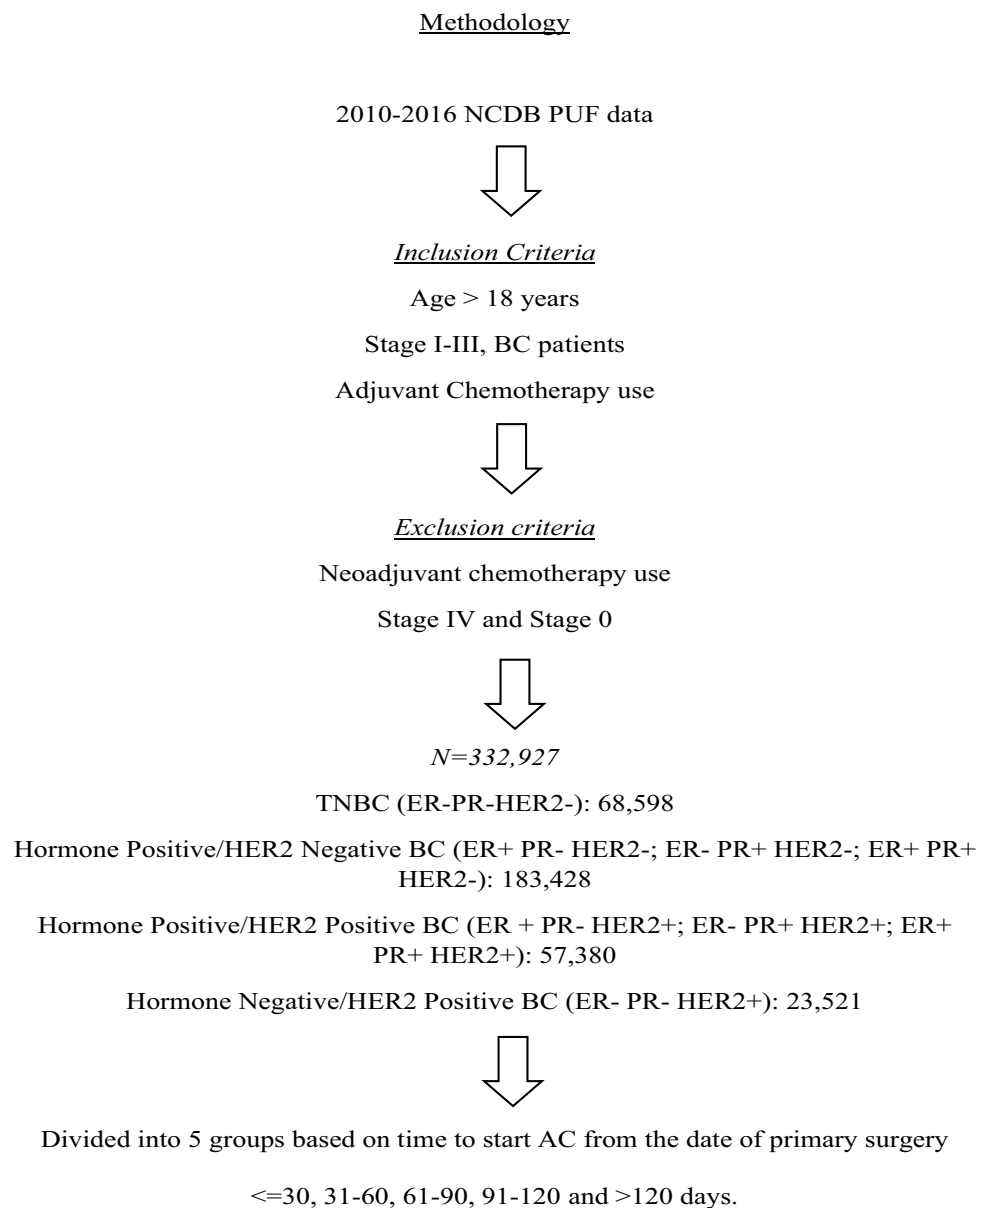 Methodology
2010-2016 NCDB PUF data
Inclusion Criteria
Age > 18 years
Stage I-III, BC patients
Adjuvant Chemotherapy use
Exclusion criteria
Neoadjuvant chemotherapy use
Stage IV and Stage 0
N=332,927
TNBC (ER-PR-HER2-): 68,598
Hormone Positive/HER2 Negative BC (ER+ PR- HER2-; ER- PR+ HER2-; ER+ PR+
HER2-): 183,428
Hormone Positive/HER2 Positive BC (ER + PR- HER2+; ER- PR+ HER2+; ER+
PR+ HER2+): 57,380
Hormone Negative/HER2 Positive BC (ER- PR- HER2+): 23,521
Divided into 5 groups based on time to start AC from the date of primary surgery
<=30, 31-60, 61-90, 91-120 and >120 days.